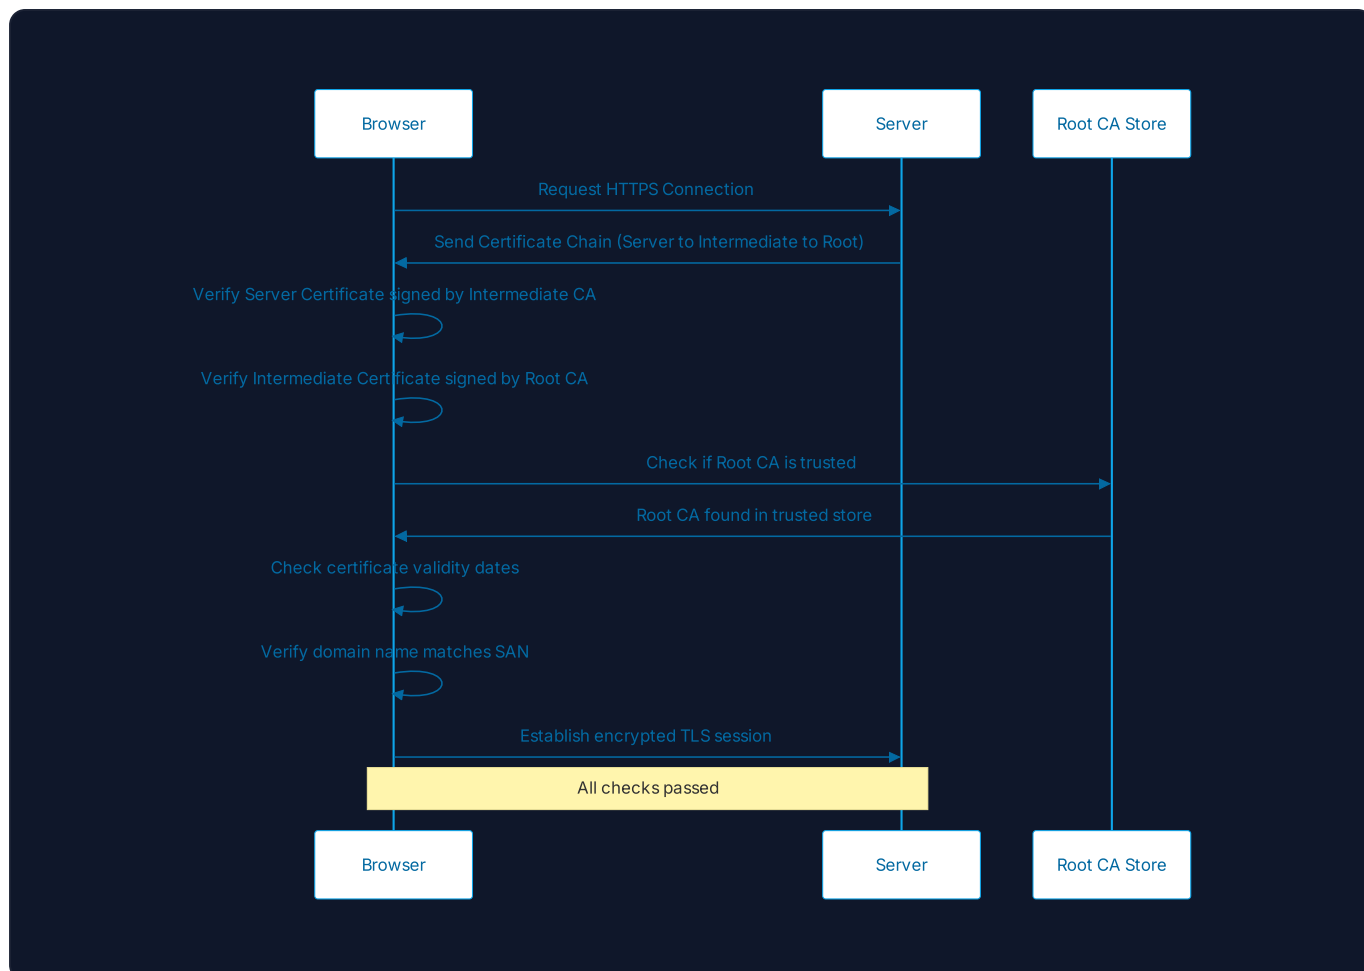 Browser
Server
Root CA Store
Request HTTPS Connection
Send Certificate Chain (Server to Intermediate to Root)
Verify Server Certificate signed by Intermediate CA
Verify Intermediate Certificate signed by Root CA
Check if Root CA is trusted
Root CA found in trusted store
Check certificate validity dates
Verify domain name matches SAN
Establish encrypted TLS session
All checks passed
Browser
Server
Root CA Store